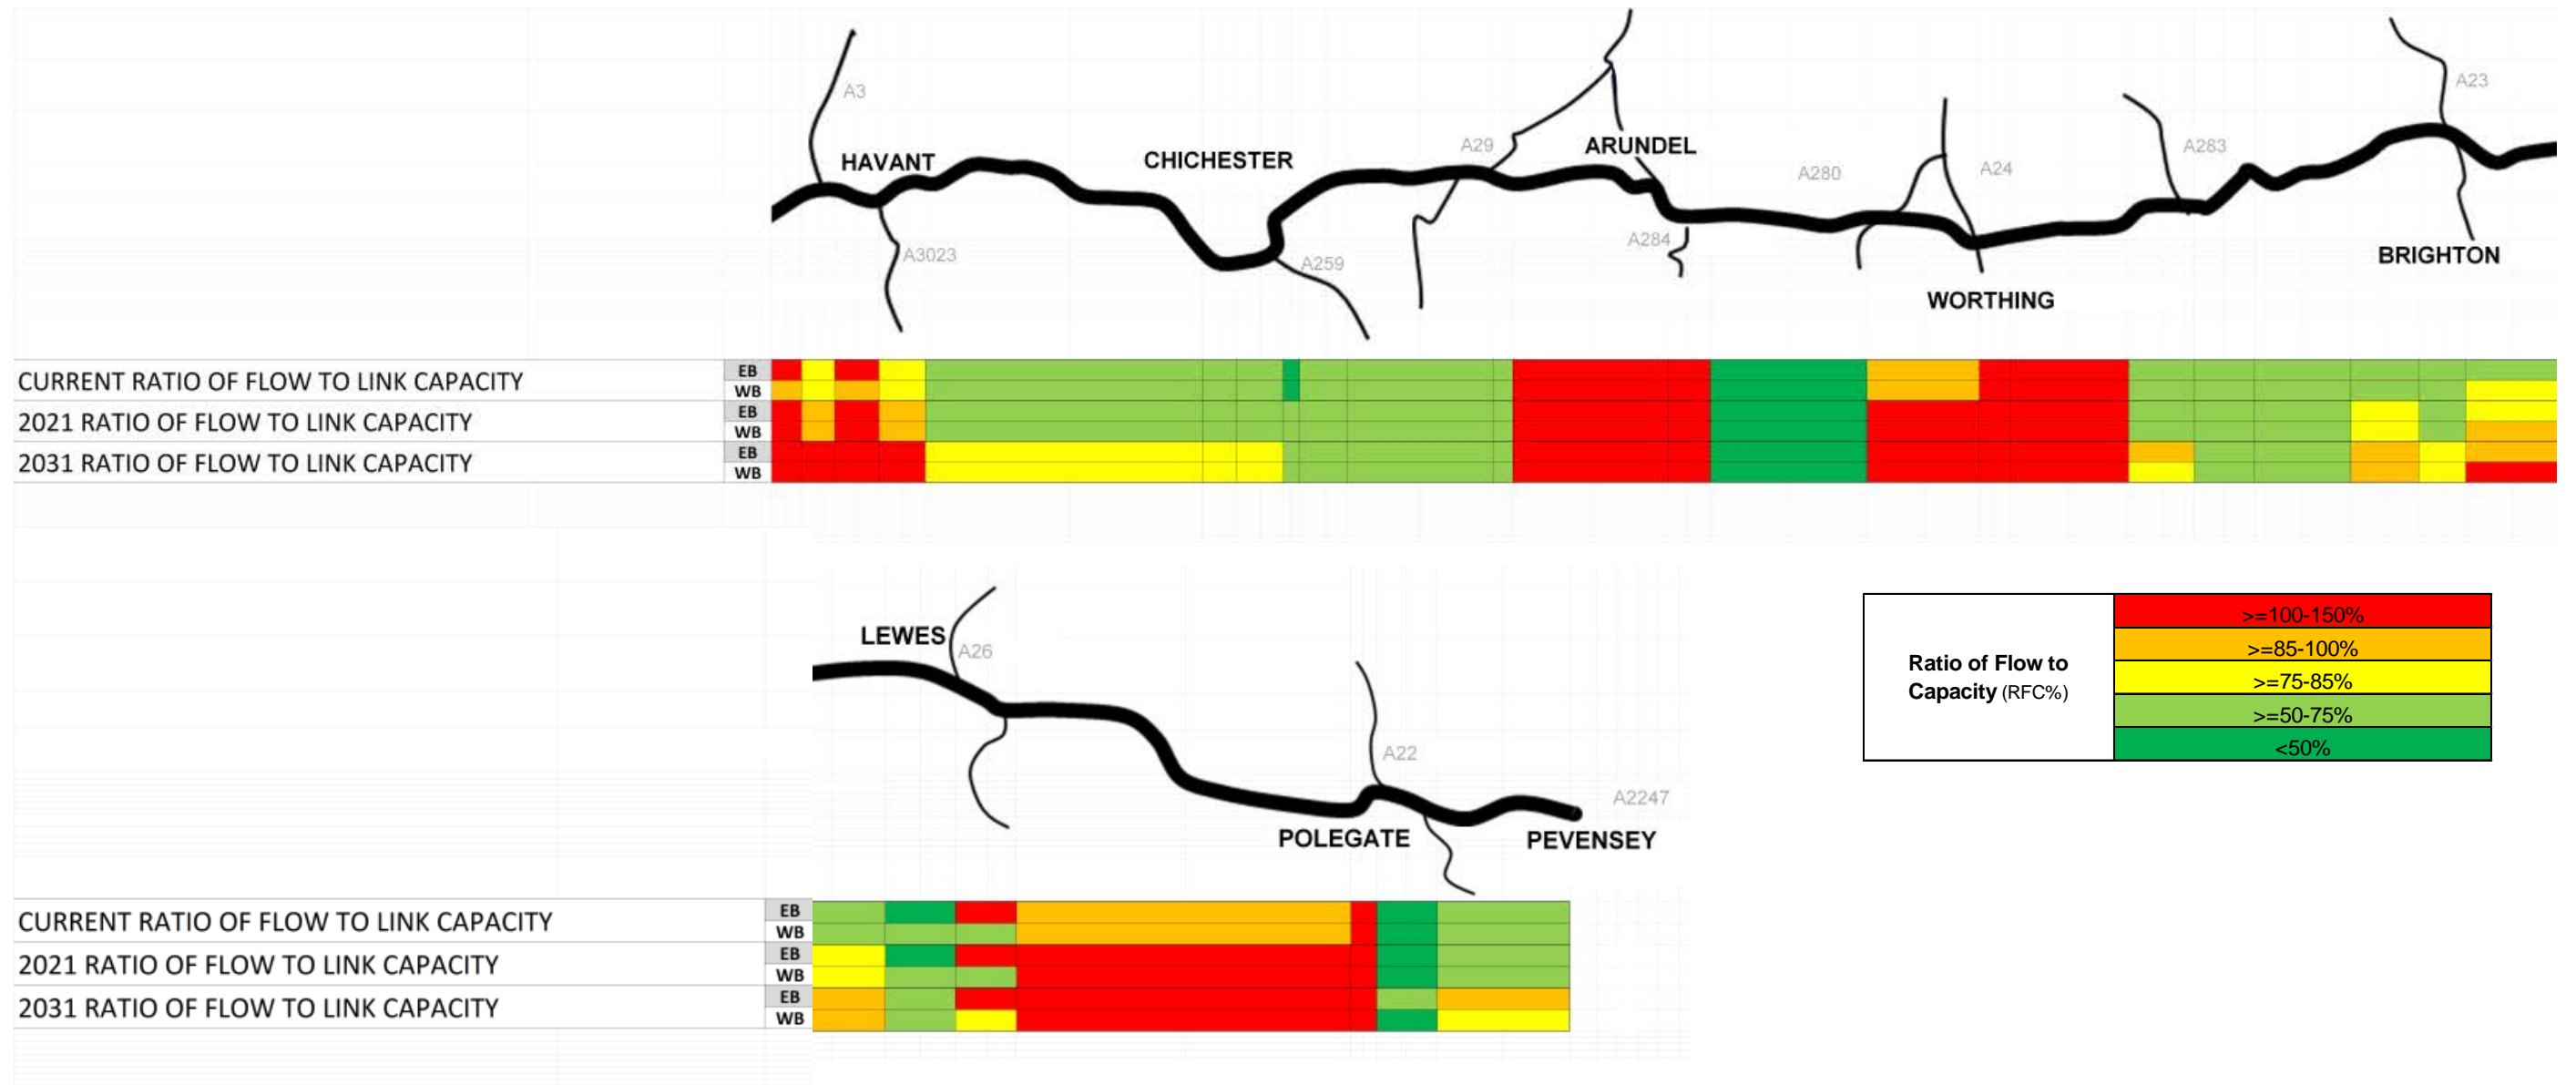 A3
A23
HAVANT
CHICHESTER
A29
ARUNDEL
A280
A24
A283
A3023
A259
A284
BRIGHTON
WORTHING
CURRENT RATIO OF FLOW TO LINK CAPACITY EB
WB
2021 RATIO OF FLOW TO LINK CAPACITY EB
WB
2031 RATIO OF FLOW TO LINK CAPACITY EB
WB
LEWES
A26
A22
A2247
POLEGATE
PEVENSEY
Ratio of Flow to
Capacity (RFC%)
>=100-150%
>=85-100%
>=75-85%
>=50-75%
<50%
CURRENT RATIO OF FLOW TO LINK CAPACITY EB
WB
2021 RATIO OF FLOW TO LINK CAPACITY EB
WB
2031 RATIO OF FLOW TO LINK CAPACITY EB
WB